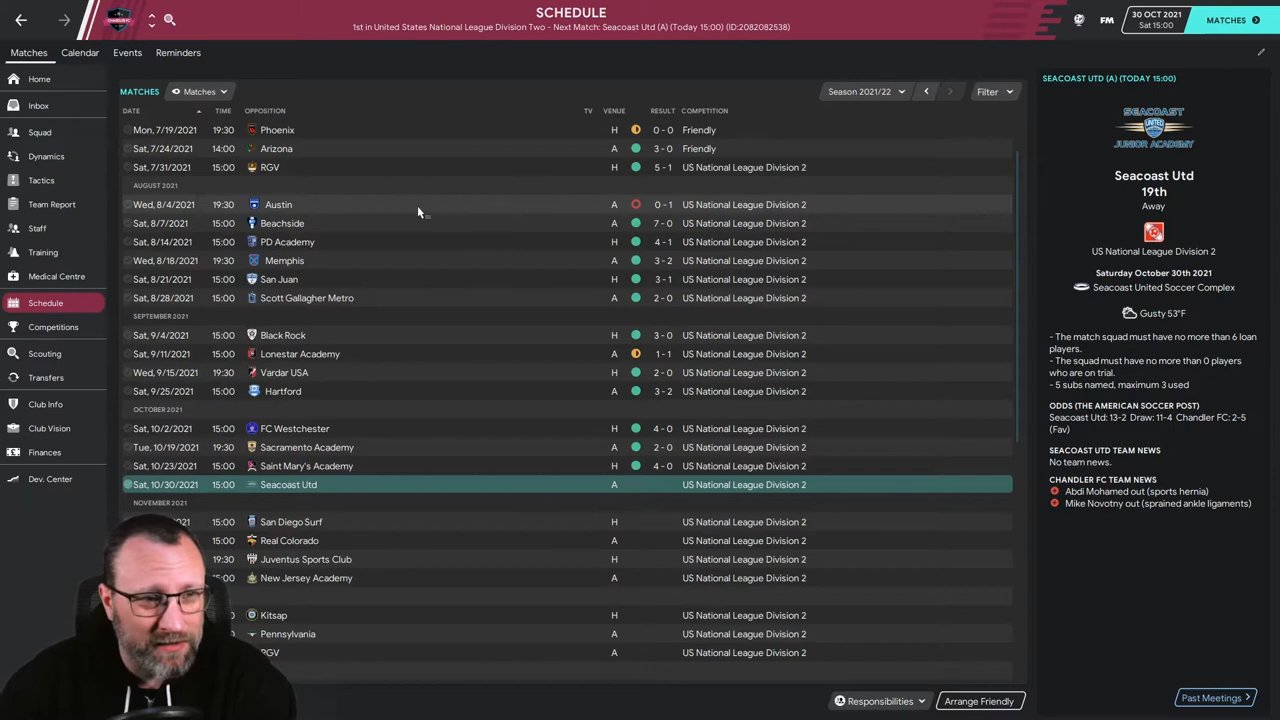 SCHEDULE
1st in United States National League Division Two - Next Match: Seacoast Utd (A) (Today 15:00) (ID:2082082538)
CHANDLER FC
FM
30 OCT 2021
Sat 15:00
MATCHES
Matches Calendar Events Reminders
Home
Inbox
Squad
Dynamics
Tactics
Team Report
Staff
Training
Medical Centre
Schedule
Competitions
Scouting
Transfers
Club Info
Club Vision
Finances
Dev. Center
MATCHES Matches Season 2021/22 Filter
DATE TIME OPPOSITION TV VENUE RESULT COMPETITION
Mon, 7/19/2021 19:30 Phoenix H 0 - 0 Friendly
Sat, 7/24/2021 14:00 Arizona A 3 - 0 Friendly
Sat, 7/31/2021 15:00 RGV H 5 - 1 US National League Division 2
AUGUST 2021
Wed, 8/4/2021 19:30 Austin A 0 - 1 US National League Division 2
Sat, 8/7/2021 15:00 Beachside A 7 - 0 US National League Division 2
Sat, 8/14/2021 15:00 PD Academy H 4 - 1 US National League Division 2
Wed, 8/18/2021 19:30 Memphis A 3 - 2 US National League Division 2
Sat, 8/21/2021 15:00 San Juan H 3 - 1 US National League Division 2
Sat, 8/28/2021 15:00 Scott Gallagher Metro A 2 - 0 US National League Division 2
SEPTEMBER 2021
Sat, 9/4/2021 15:00 Black Rock H 3 - 0 US National League Division 2
Sat, 9/11/2021 15:00 Lonestar Academy A 1 - 1 US National League Division 2
Wed, 9/15/2021 19:30 Vardar USA H 2 - 0 US National League Division 2
Sat, 9/25/2021 15:00 Hartford A 3 - 2 US National League Division 2
OCTOBER 2021
Sat, 10/2/2021 15:00 FC Westchester H 4 - 0 US National League Division 2
Tue, 10/19/2021 19:30 Sacramento Academy A 2 - 0 US National League Division 2
Sat, 10/23/2021 15:00 Saint Mary's Academy H 4 - 0 US National League Division 2
Sat, 10/30/2021 15:00 Seacoast Utd A US National League Division 2
NOVEMBER 2021
15:00 San Diego Surf H US National League Division 2
15:00 Real Colorado A US National League Division 2
19:30 Juventus Sports Club H US National League Division 2
New Jersey Academy A US National League Division 2
Kitsap H US National League Division 2
Pennsylvania A US National League Division 2
RGV A US National League Division 2
Responsibilities Arrange Friendly
SEACOAST UTD (A) (TODAY 15:00)
SEACOAST
UNITED
JUNIOR ACADEMY
Seacoast Utd
19th
Away
US National League Division 2
Saturday October 30th 2021
Seacoast United Soccer Complex
Gusty 53°F
- The match squad must have no more than 6 loan
players.
- The squad must have no more than 0 players
who are on trial.
- 5 subs named, maximum 3 used
ODDS (THE AMERICAN SOCCER POST)
Seacoast Utd: 13-2 Draw: 11-4 Chandler FC: 2-5
(Fav)
SEACOAST UTD TEAM NEWS
No team news.
CHANDLER FC TEAM NEWS
Abdi Mohamed out (sports hernia)
Mike Novotny out (sprained ankle ligaments)
Past Meetings